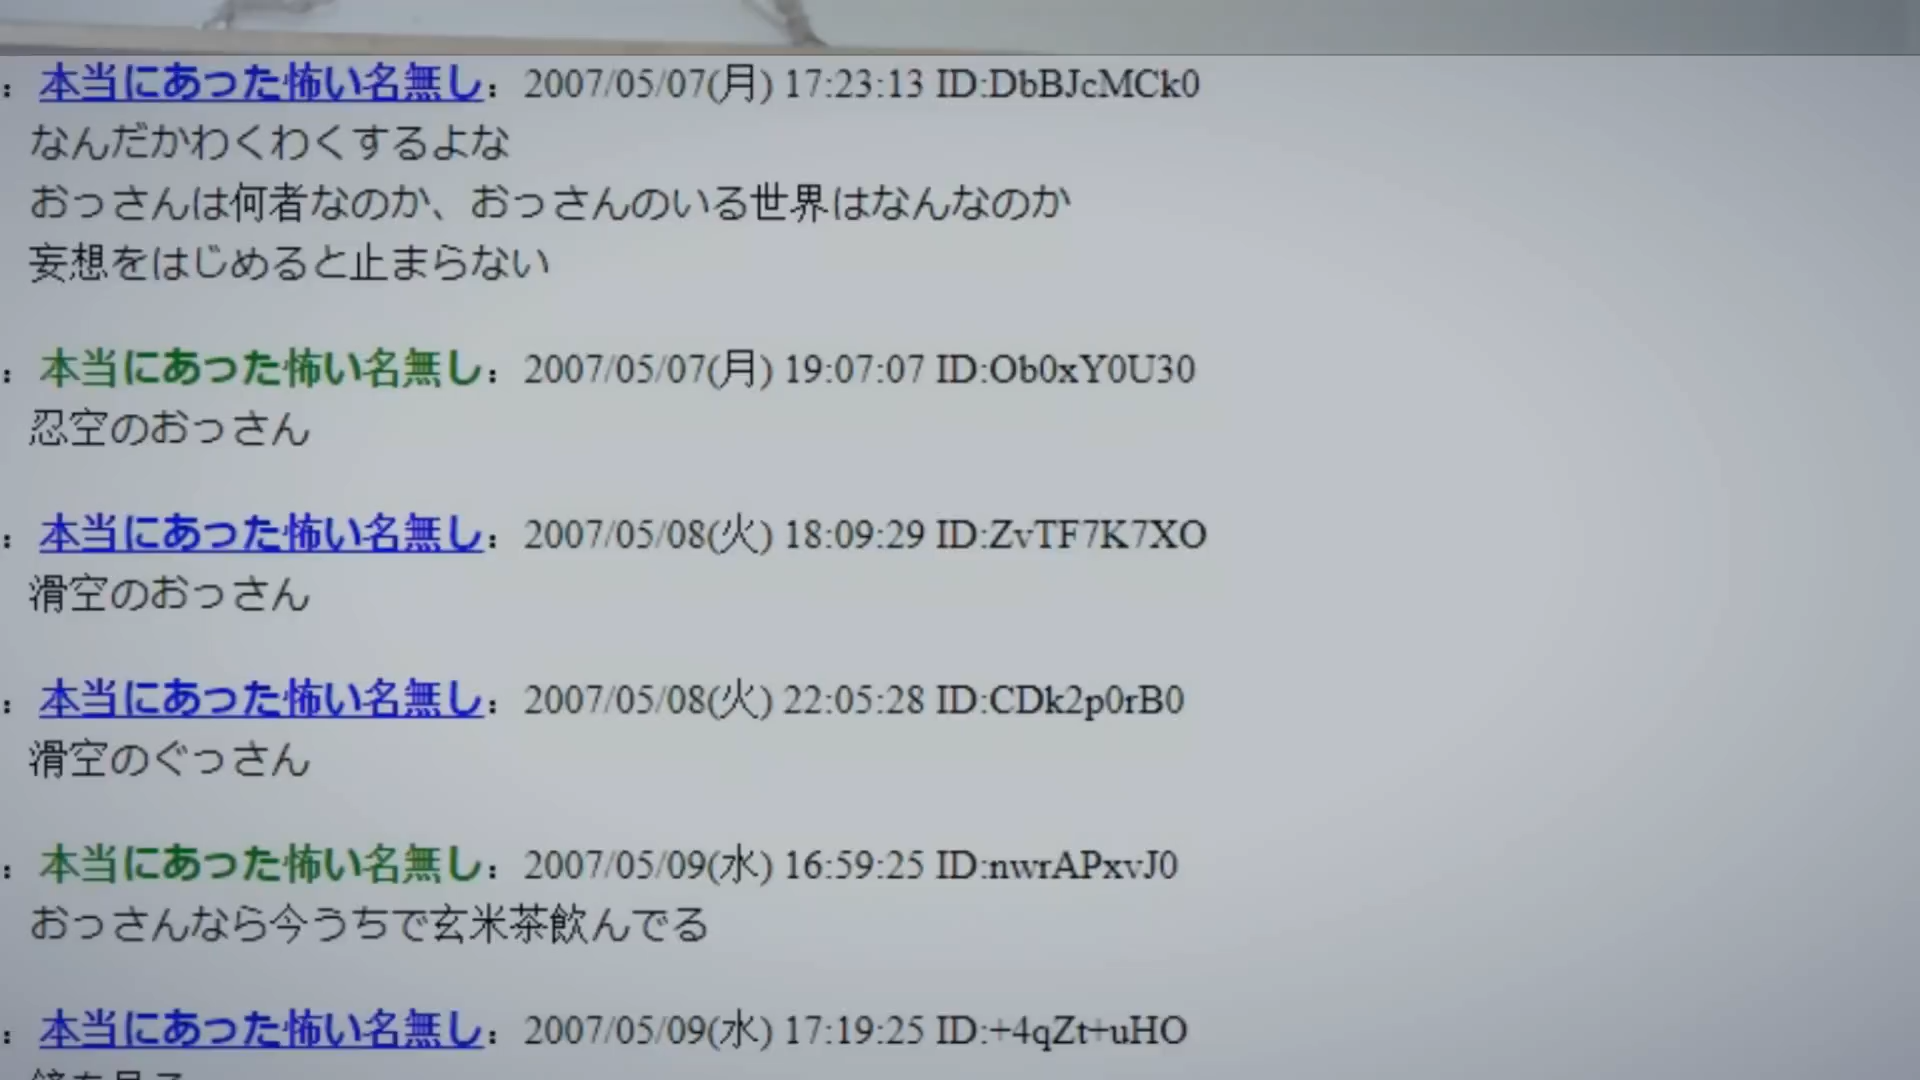 ：本当にあった怖い名無し：2007/05/07(月) 17:23:13 ID:DbBJcMCk0
なんだかわくわくするよな
おっさんは何者なのか、おっさんのいる世界はなんなのか
妄想をはじめると止まらない
：本当にあった怖い名無し：2007/05/07(月) 19:07:07 ID:Ob0xY0U30
忍空のおっさん
：本当にあった怖い名無し：2007/05/08(火) 18:09:29 ID:ZvTF7K7XO
滑空のおっさん
：本当にあった怖い名無し：2007/05/08(火) 22:05:28 ID:CDk2p0rB0
滑空のぐっさん
：本当にあった怖い名無し：2007/05/09(水) 16:59:25 ID:nwrAPxvJ0
おっさんなら今うちで玄米茶飲んでる
：本当にあった怖い名無し：2007/05/09(水) 17:19:25 ID:+4qZt+uHO